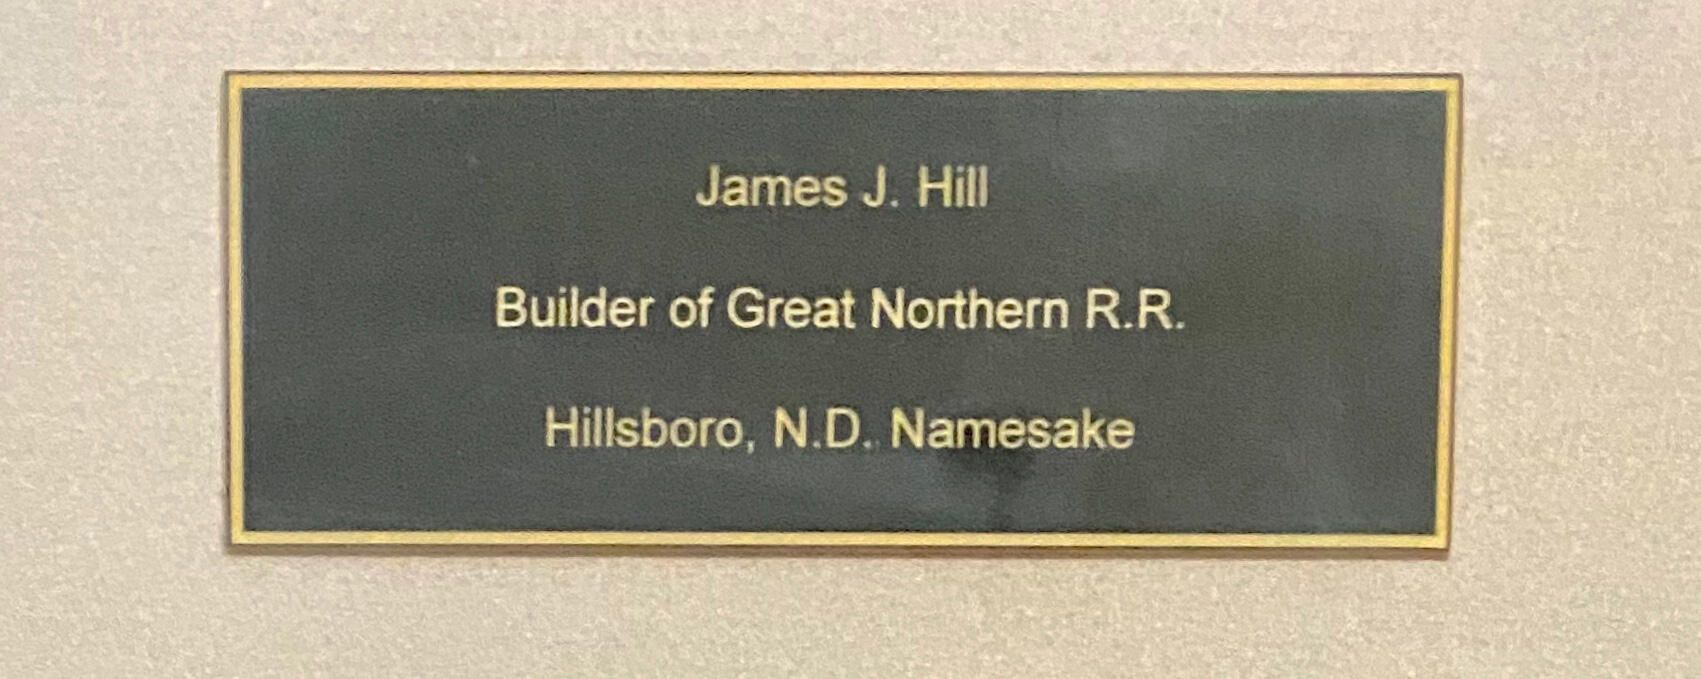 James J. Hill
Builder of Great Northern R.R.
Hillsboro, N.D. Namesake